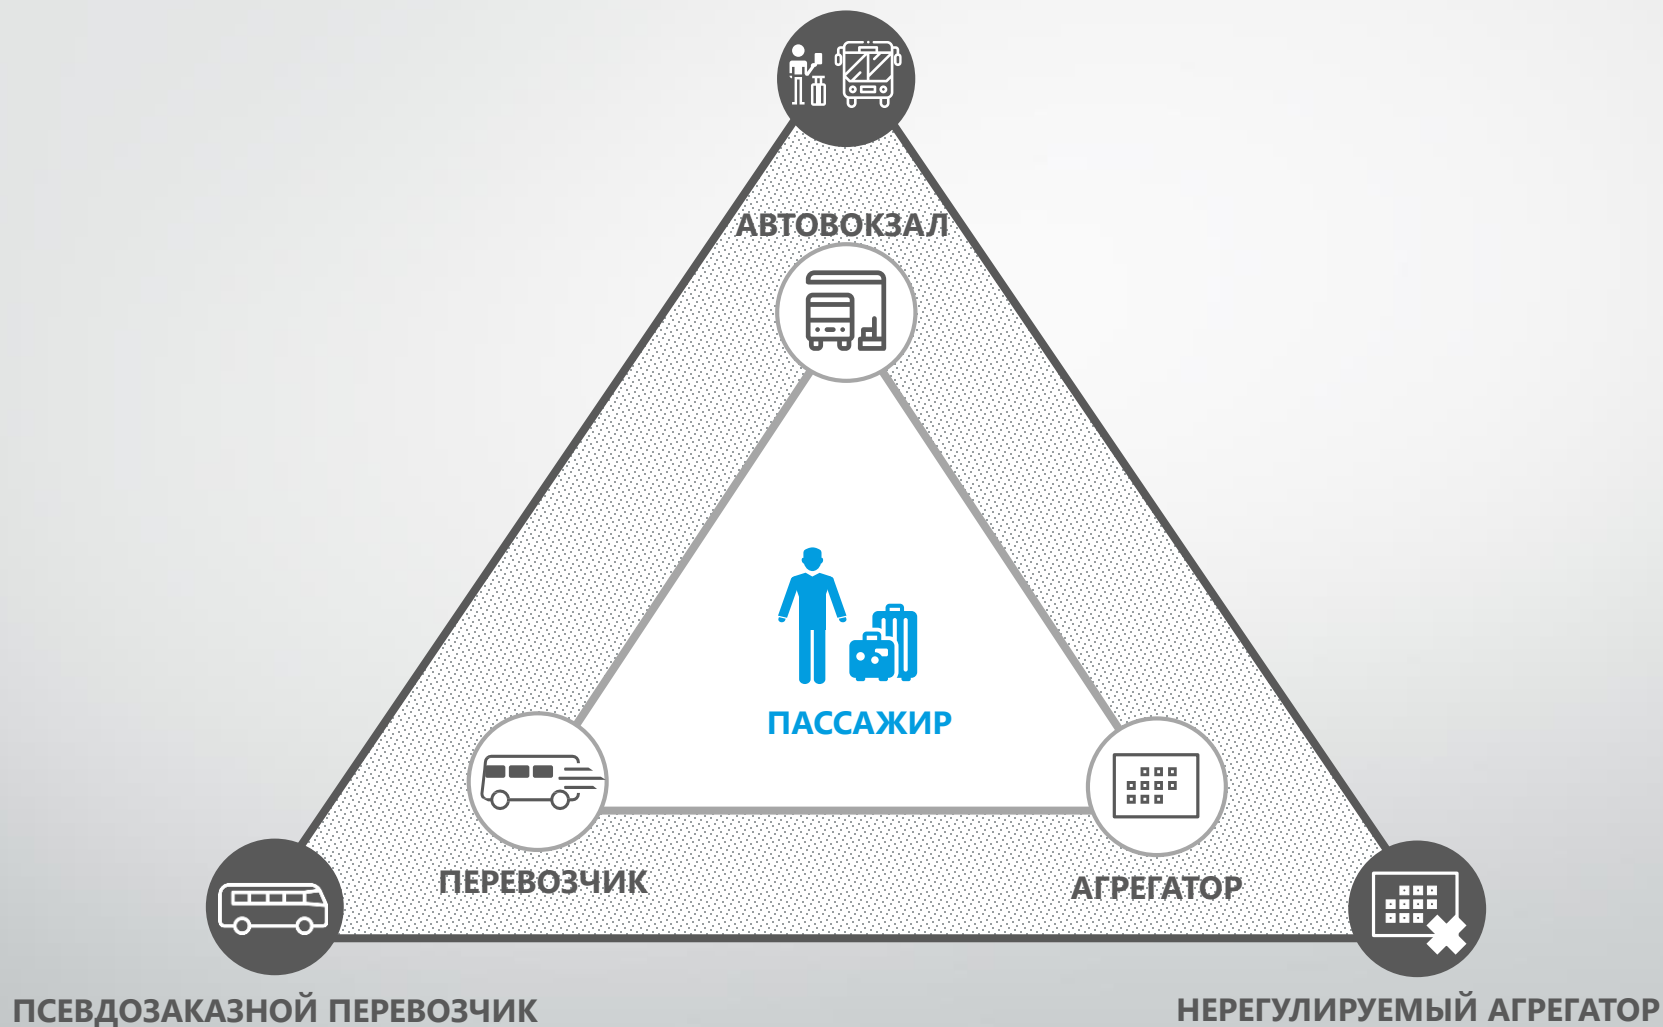 АВТОВОКЗАЛ
ПАССАЖИР
ПЕРЕВОЗЧИК
АГРЕГАТОР
ПСЕВДОЗАКАЗНОЙ ПЕРЕВОЗЧИК
НЕРЕГУЛИРУЕМЫЙ АГРЕГАТОР